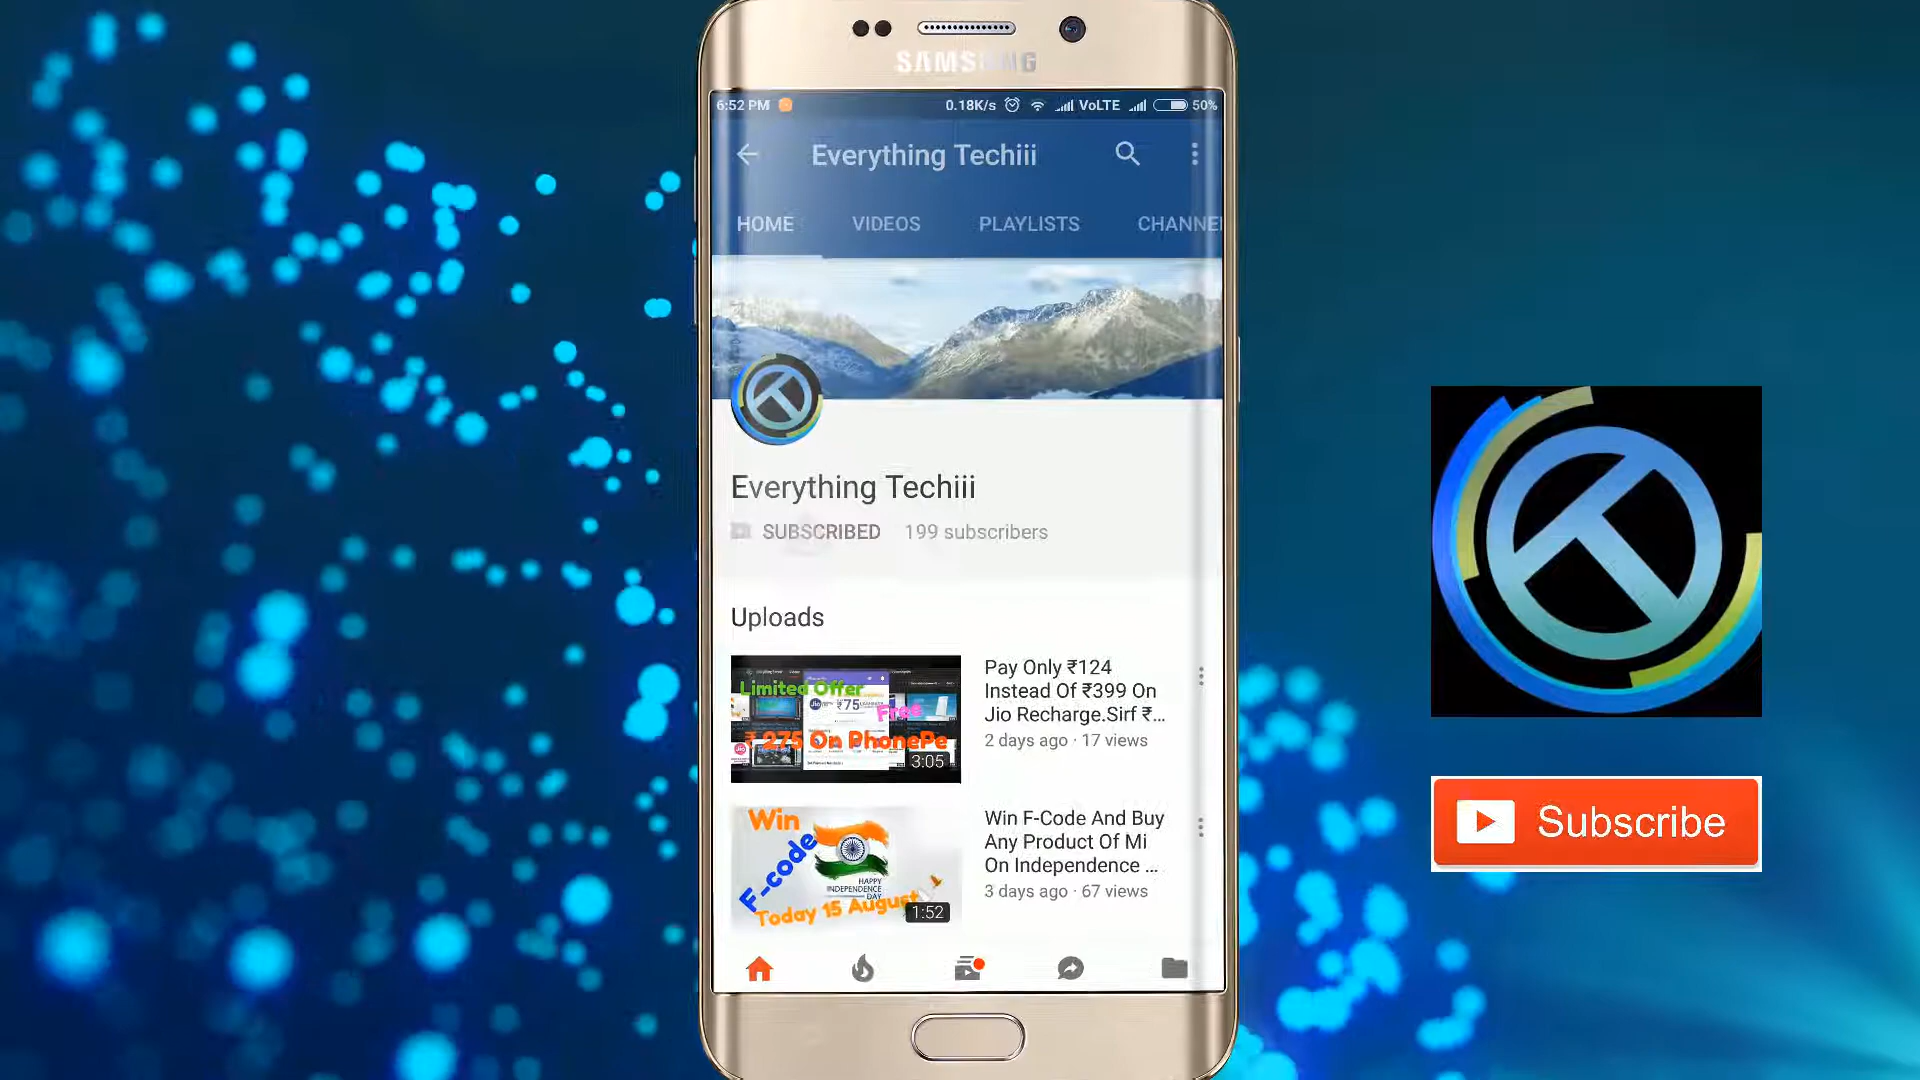 SAMSUNG
6:52 PM 0.18K/s VoLTE 50%
Everything Techiii
HOME VIDEOS PLAYLISTS CHANNE
Everything Techiii
SUBSCRIBED 199 subscribers
Uploads
Limited Offer
₹75
Free
₹ 275 On PhonePe
3:05
Pay Only ₹124
Instead Of ₹399 On
Jio Recharge.Sirf ₹...
2 days ago · 17 views
Win
F-code
HAPPY
INDEPENDENCE
DAY
Today 15 August
1:52
Win F-Code And Buy
Any Product Of Mi
On Independence ...
3 days ago · 67 views
Subscribe